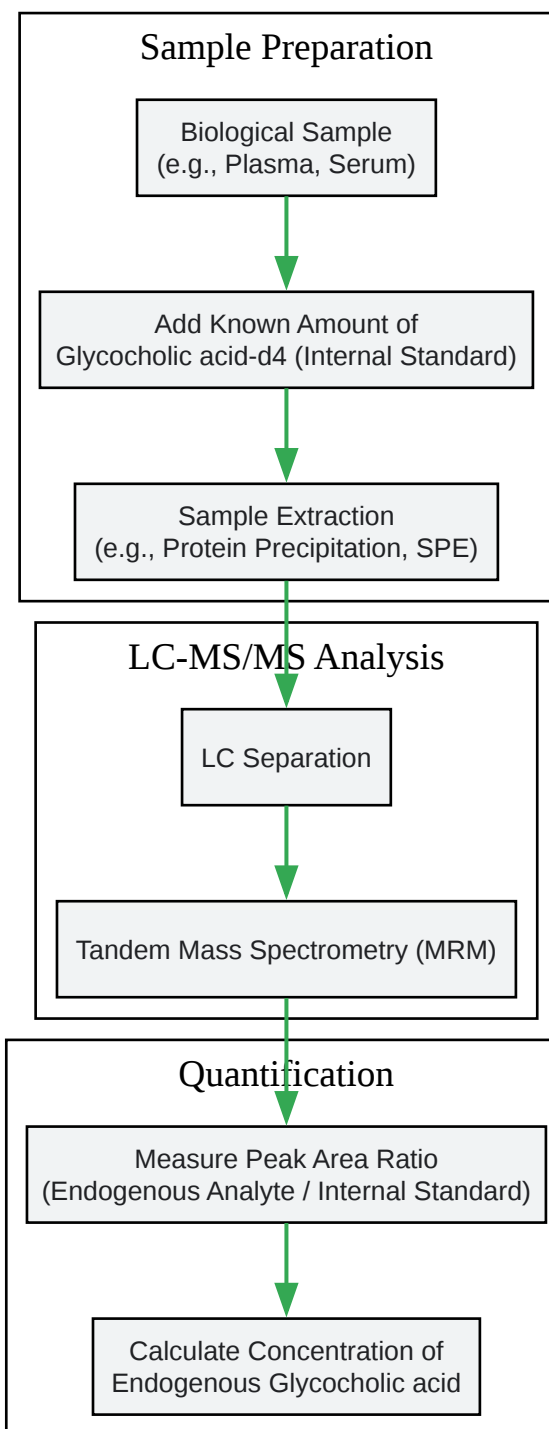 Sample Preparation
Biological Sample
(e.g., Plasma, Serum)
Add Known Amount of
Glycocholic acid-d4 (Internal Standard)
Sample Extraction
(e.g., Protein Precipitation, SPE)
LC-MS/MS Analysis
LC Separation
Tandem Mass Spectrometry (MRM)
Quantification
Measure Peak Area Ratio
(Endogenous Analyte / Internal Standard)
Calculate Concentration of
Endogenous Glycocholic acid